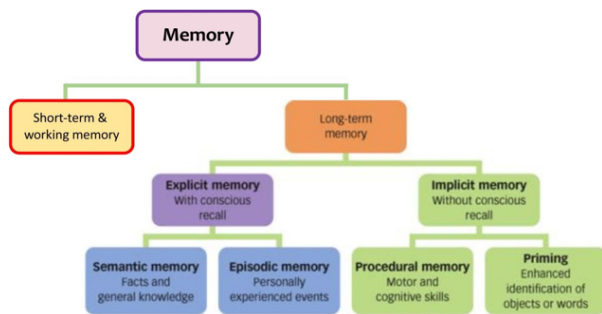 Memory
Short-term &
working memory
Long-term
memory
Explicit memory
With conscious
recall
Implicit memory
Without conscious
recall
Semantic memory
Facts and
general knowledge
Episodic memory
Personally
experienced events
Procedural memory
Motor and
cognitive skills
Priming
Enhanced
identification of
objects or words